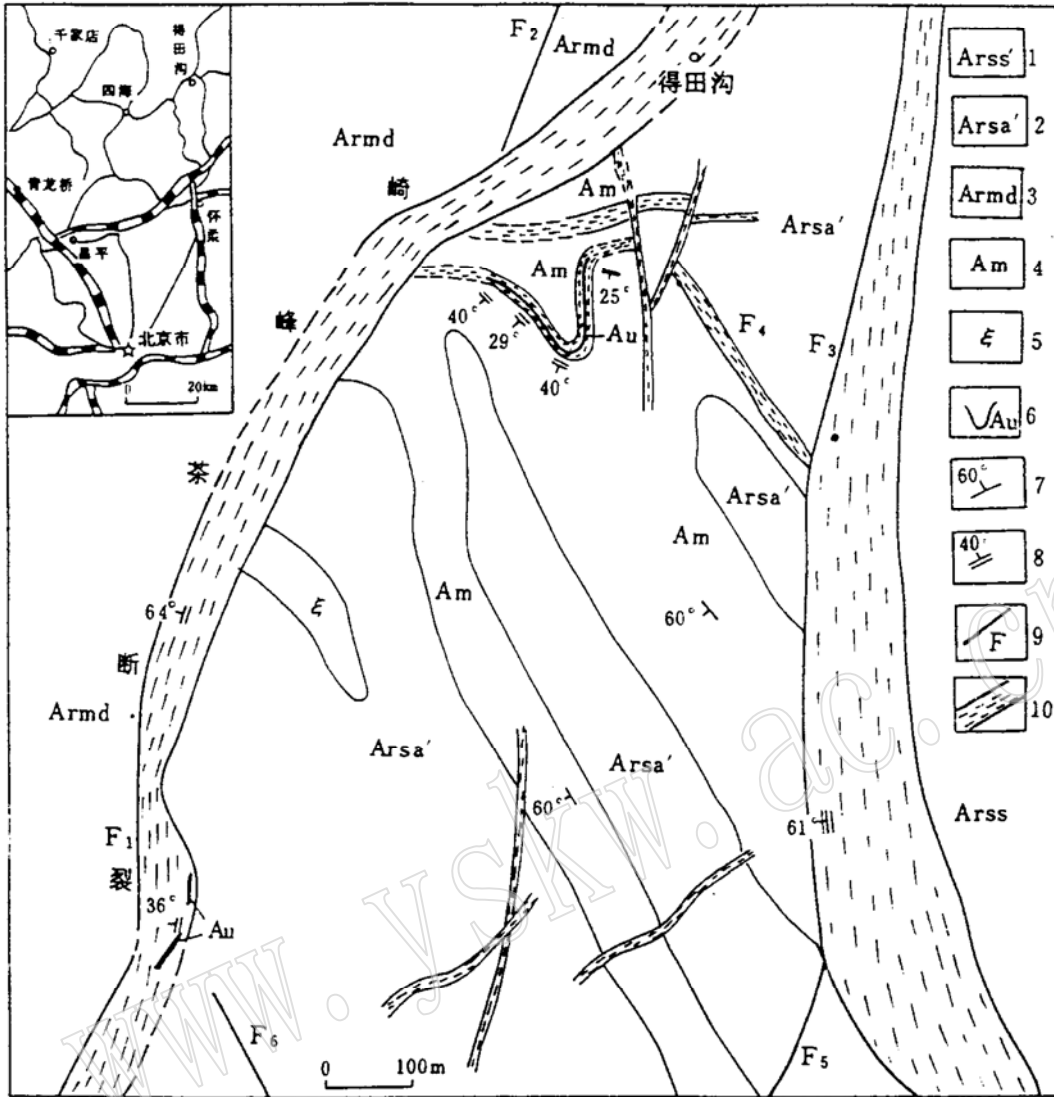 千家店
得田沟
四海
青龙桥
怀柔
昌平
北京市
0 20km
F₂
Armd
得田沟
Armd
崎
Am
Arsa′
峰
Am
25°
40°
29°
Au
40°
F₄
F₃
茶
Arsa′
Am
ξ
Am
64°
60°
断
Armd
Arsa′
Arsa′
60°
61°
Arss
F₁
裂
36°
Au
F₆
0 100m
F₅
Arss′ 1
Arsa′ 2
Armd 3
Am 4
ξ 5
Au 6
60° 7
40° 8
F 9
10
www.yskw.ac.cn